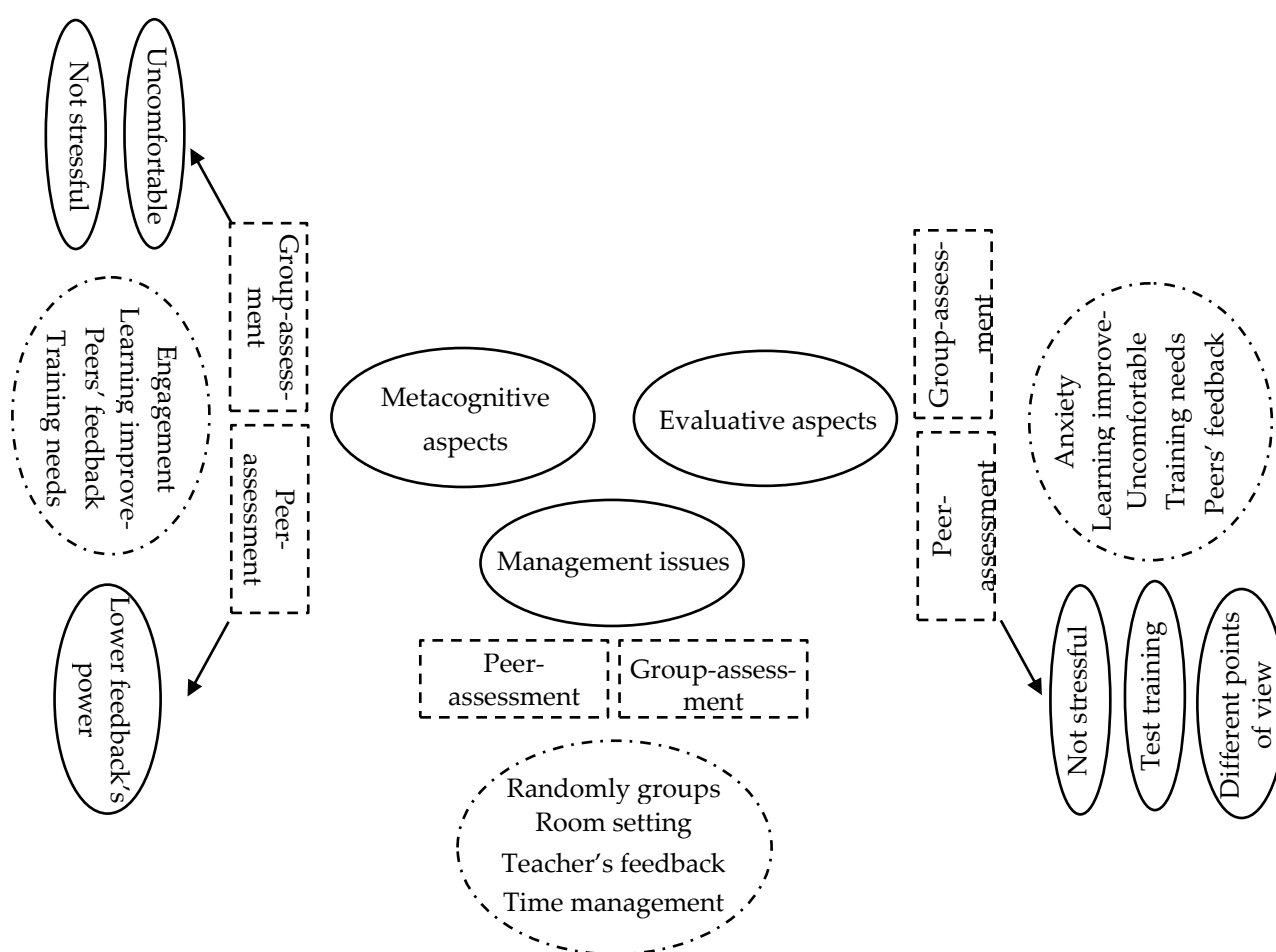 Not stressful
Uncomfortable
Group-assess-
ment
Engagement
Learning improve-
Peers' feedback
Training needs
Peer-
assessment
Lower feedback's
power
Metacognitive
aspects
Evaluative aspects
Management issues
Peer-
assessment
Group-assess-
ment
Randomly groups
Room setting
Teacher's feedback
Time management
Group-assess-
ment
Peer-
assessment
Anxiety
Learning improve-
Uncomfortable
Training needs
Peers' feedback
Not stressful
Test training
Different points
of view